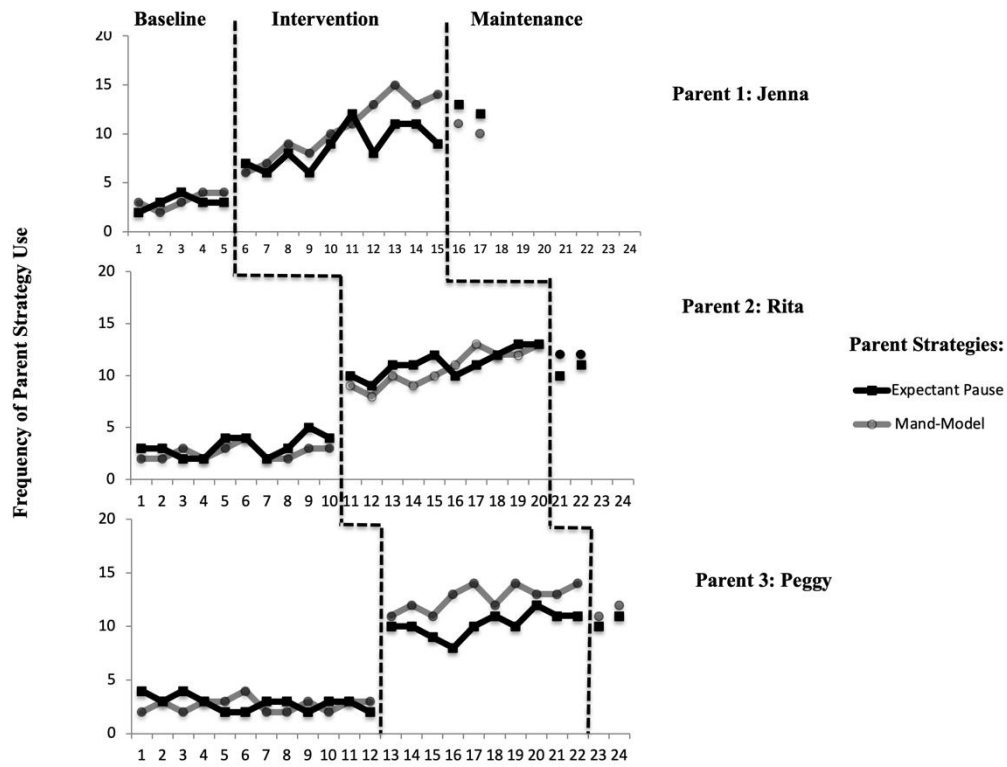 Baseline Intervention Maintenance
20
15
10
5
0
1 2 3 4 5 6 7 8 9 10 11 12 13 14 15 16 17 18 19 20 21 22 23 24
Parent 1: Jenna
20
15
10
5
0
1 2 3 4 5 6 7 8 9 10 11 12 13 14 15 16 17 18 19 20 21 22 23 24
Parent 2: Rita
20
15
10
5
0
1 2 3 4 5 6 7 8 9 10 11 12 13 14 15 16 17 18 19 20 21 22 23 24
Parent 3: Peggy
Frequency of Parent Strategy Use
Parent Strategies:
Expectant Pause
Mand-Model